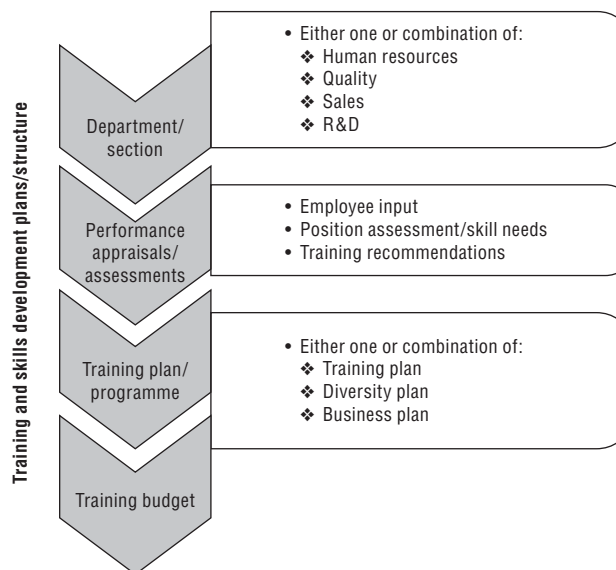 Training and skills development plans/structure
Department/
section
• Either one or combination of:
❖ Human resources
❖ Quality
❖ Sales
❖ R&D
Performance
appraisals/
assessments
• Employee input
• Position assessment/skill needs
• Training recommendations
Training plan/
programme
• Either one or combination of:
❖ Training plan
❖ Diversity plan
❖ Business plan
Training budget